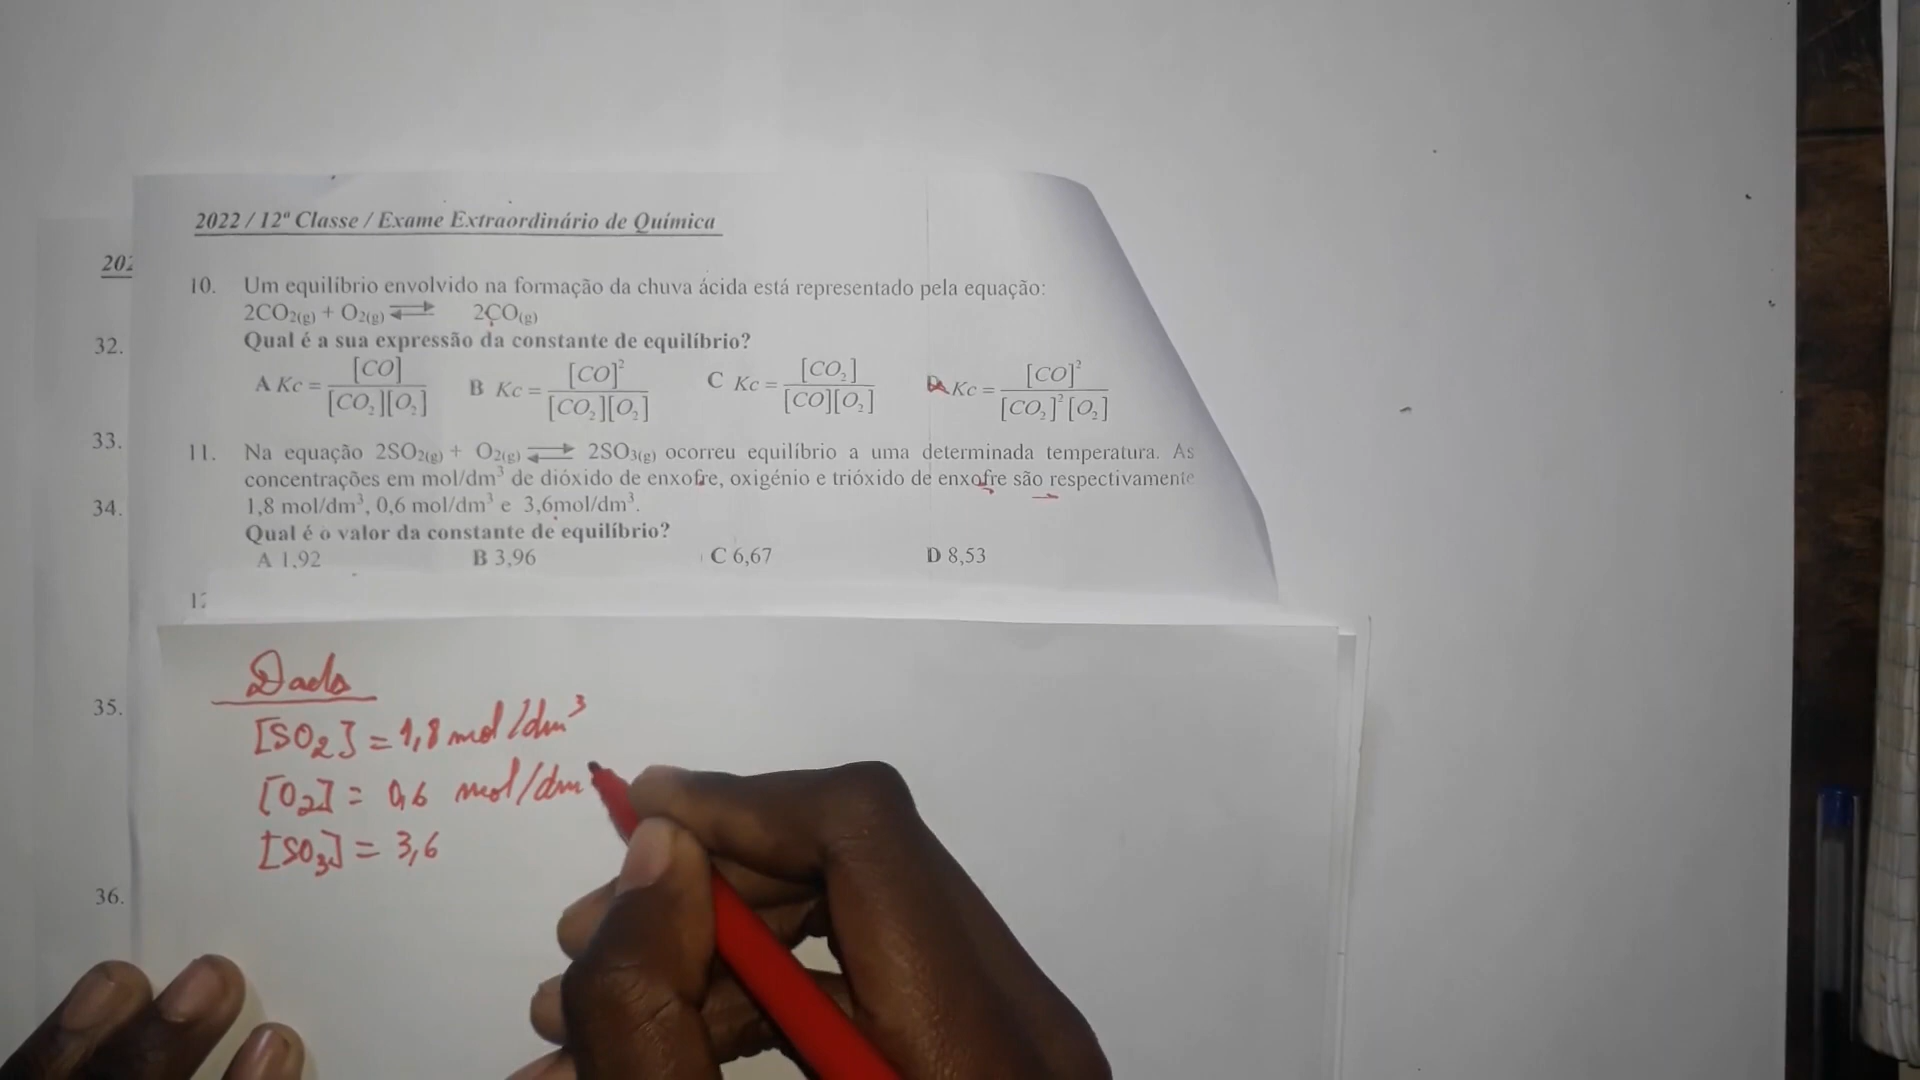 2022 / 12ª Classe / Exame Extraordinário de Química
202
10. Um equilíbrio envolvido na formação da chuva ácida está representado pela equação:
2CO2(g) + O2(g) ⇌ 2CO(g)
32.
Qual é a sua expressão da constante de equilíbrio?
A Kc = [CO] / [CO₂][O₂] B Kc = [CO]² / [CO₂][O₂] C Kc = [CO₂] / [CO][O₂] D Kc = [CO]² / [CO₂]²[O₂]
33.
11. Na equação 2SO2(g) + O2(g) ⇌ 2SO3(g) ocorreu equilíbrio a uma determinada temperatura. As
concentrações em mol/dm³ de dióxido de enxofre, oxigénio e trióxido de enxofre são respectivamente
34.
1,8 mol/dm³, 0,6 mol/dm³ e 3,6mol/dm³.
Qual é o valor da constante de equilíbrio?
A 1,92 B 3,96 C 6,67 D 8,53
Dados
35.
[SO₂] = 1,8 mol/dm³
[O₂] = 0,6 mol/dm
[SO₃] = 3,6
36.